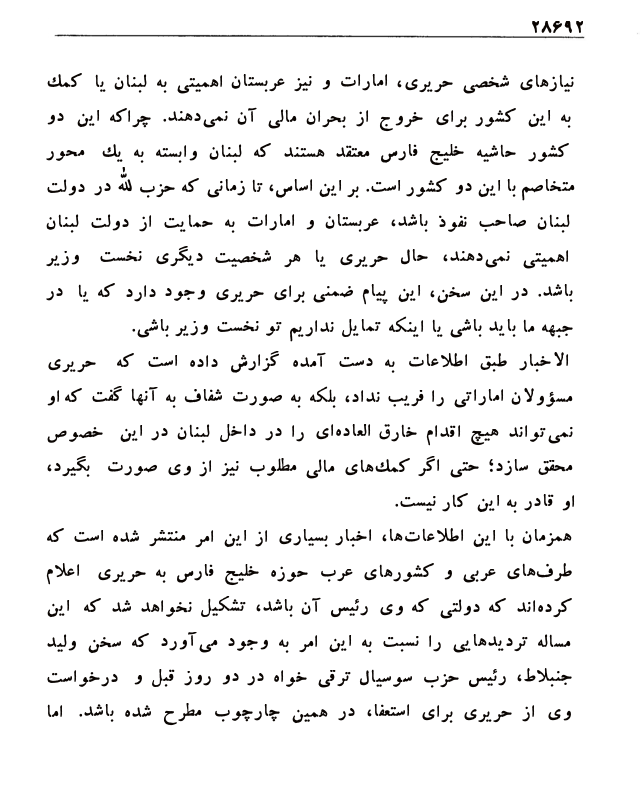 ۲۸۶۹۲
نیازهای شخصی حریری، امارات و نیز عربستان اهمیتی به لبنان یا کمك
به این کشور برای خروج از بحران مالی آن نمی‌دهند. چراکه این دو
کشور حاشیه خلیج فارس معتقد هستند که لبنان وابسته به یك محور
متخاصم با این دو کشور است. بر این اساس، تا زمانی که حزب الله در دولت
لبنان صاحب نفوذ باشد، عربستان و امارات به حمایت از دولت لبنان
اهمیتی نمی‌دهند، حال حریری یا هر شخصیت دیگری نخست وزیر
باشد. در این سخن، این پیام ضمنی برای حریری وجود دارد که یا در
جبهه ما باید باشی یا اینکه تمایل نداریم تو نخست وزیر باشی.
الاخبار طبق اطلاعات به دست آمده گزارش داده است که حریری
مسؤولان اماراتی را فریب نداد، بلکه به صورت شفاف به آنها گفت که او
نمی‌تواند هیچ اقدام خارق العاده‌ای را در داخل لبنان در این خصوص
محقق سازد؛ حتی اگر کمك‌های مالی مطلوب نیز از وی صورت بگیرد،
او قادر به این کار نیست.
همزمان با این اطلاعات‌ها، اخبار بسیاری از این امر منتشر شده است که
طرف‌های عربی و کشورهای عرب حوزه خلیج فارس به حریری اعلام
کرده‌اند که دولتی که وی رئیس آن باشد، تشکیل نخواهد شد که این
مساله تردیدهایی را نسبت به این امر به وجود می‌آورد که سخن ولید
جنبلاط، رئیس حزب سوسیال ترقی خواه در دو روز قبل و درخواست
وی از حریری برای استعفا، در همین چارچوب مطرح شده باشد. اما